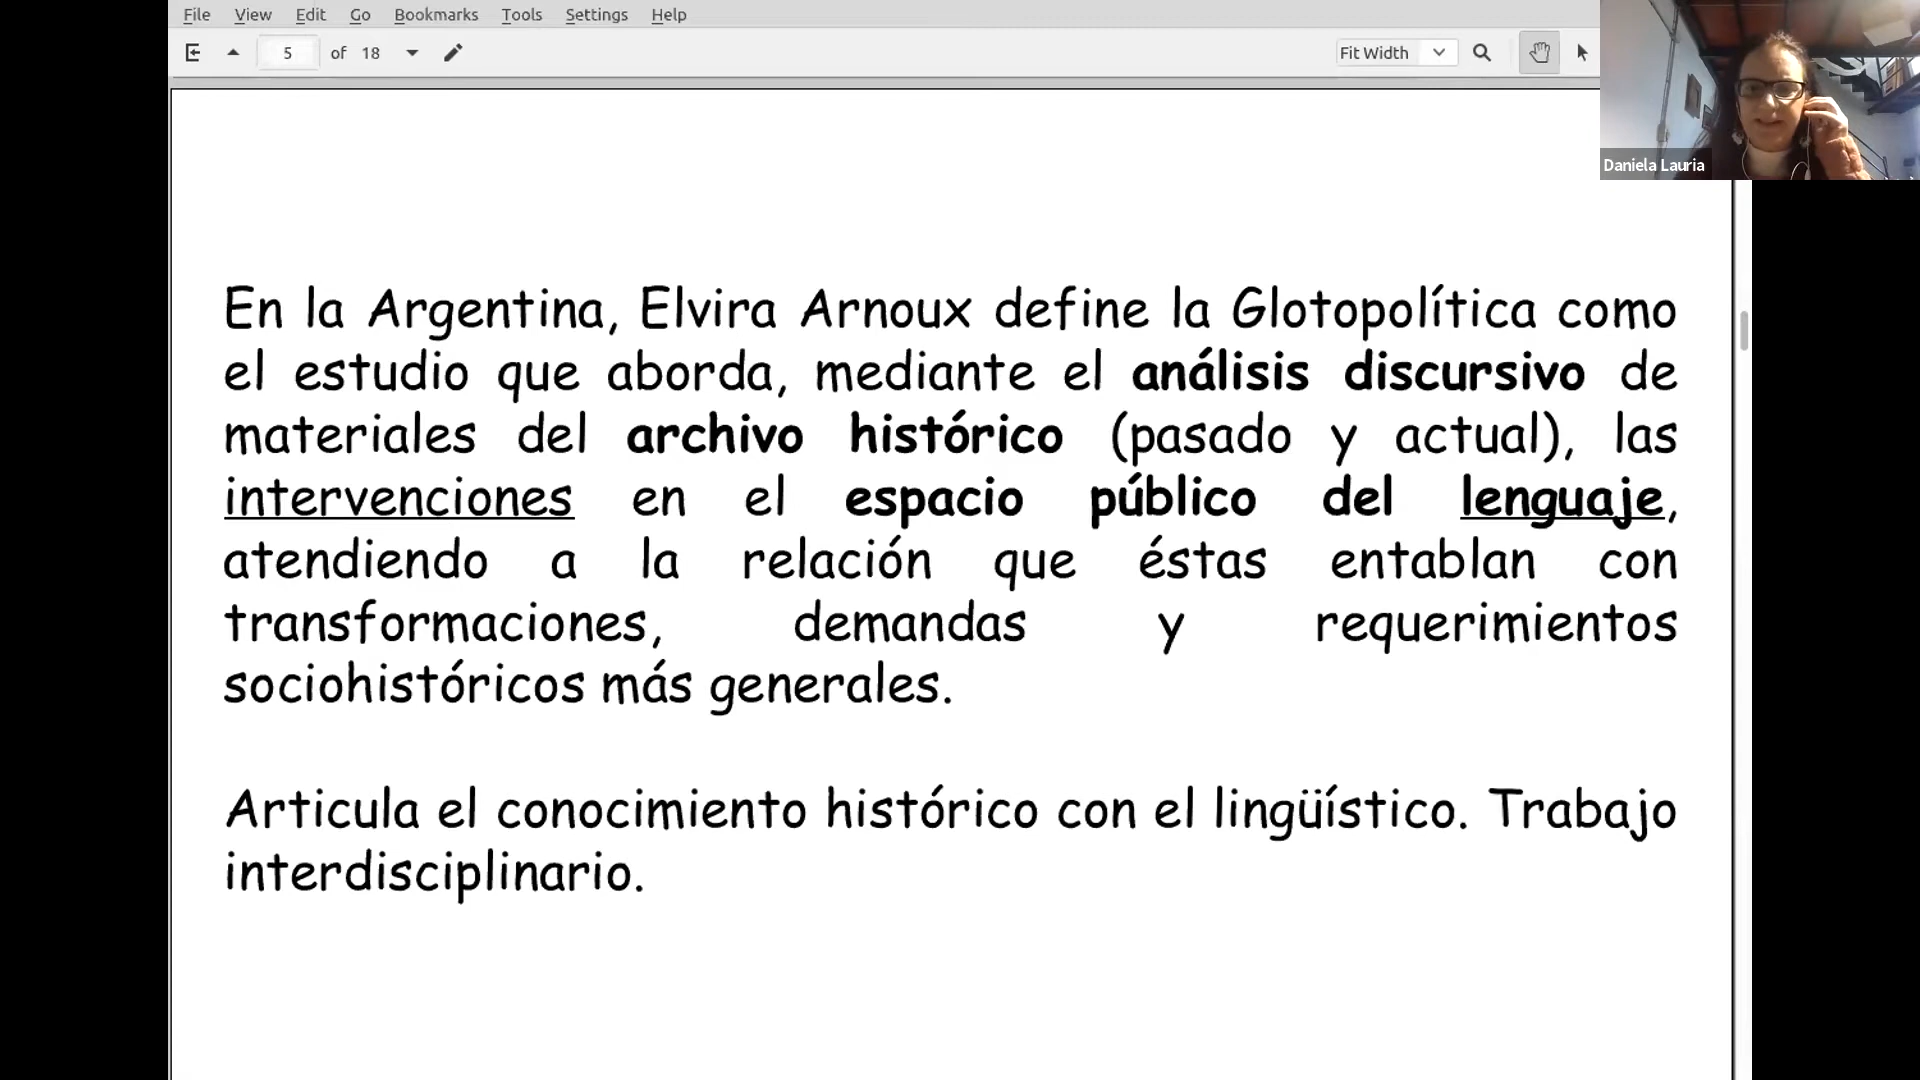 File View Edit Go Bookmarks Tools Settings Help
5 of 18 Fit Width
Daniela Lauria
En la Argentina, Elvira Arnoux define la Glotopolítica como
el estudio que aborda, mediante el análisis discursivo de
materiales del archivo histórico (pasado y actual), las
intervenciones en el espacio público del lenguaje,
atendiendo a la relación que éstas entablan con
transformaciones, demandas y requerimientos
sociohistóricos más generales.
Articula el conocimiento histórico con el lingüístico. Trabajo
interdisciplinario.